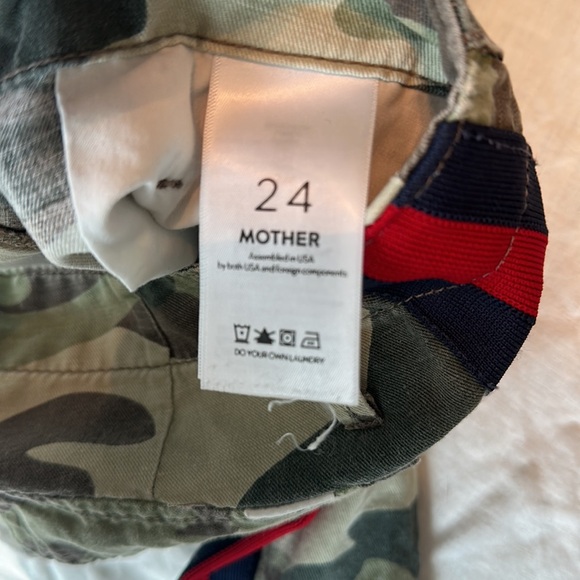 24
MOTHER
Assembled in USA
by both USA and foreign components
DO YOUR OWN LAUNDRY